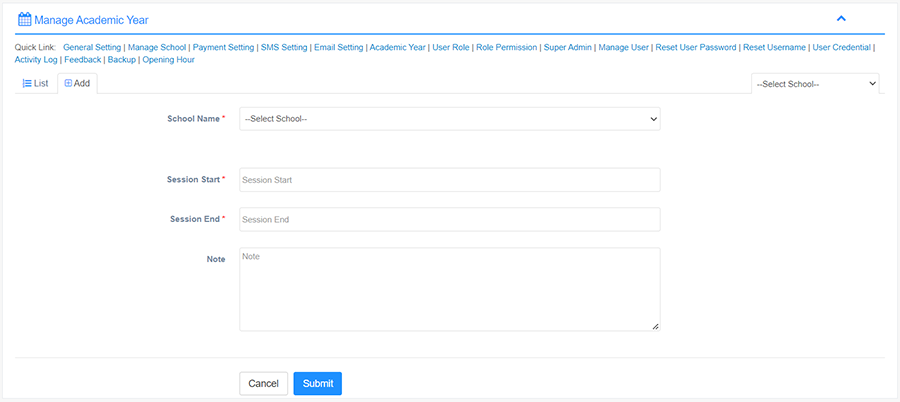 Manage Academic Year
Quick Link: General Setting | Manage School | Payment Setting | SMS Setting | Email Setting | Academic Year | User Role | Role Permission | Super Admin | Manage User | Reset User Password | Reset Username | User Credential |
Activity Log | Feedback | Backup | Opening Hour
List Add --Select School--
School Name * --Select School--
Session Start * Session Start
Session End * Session End
Note Note
Cancel Submit